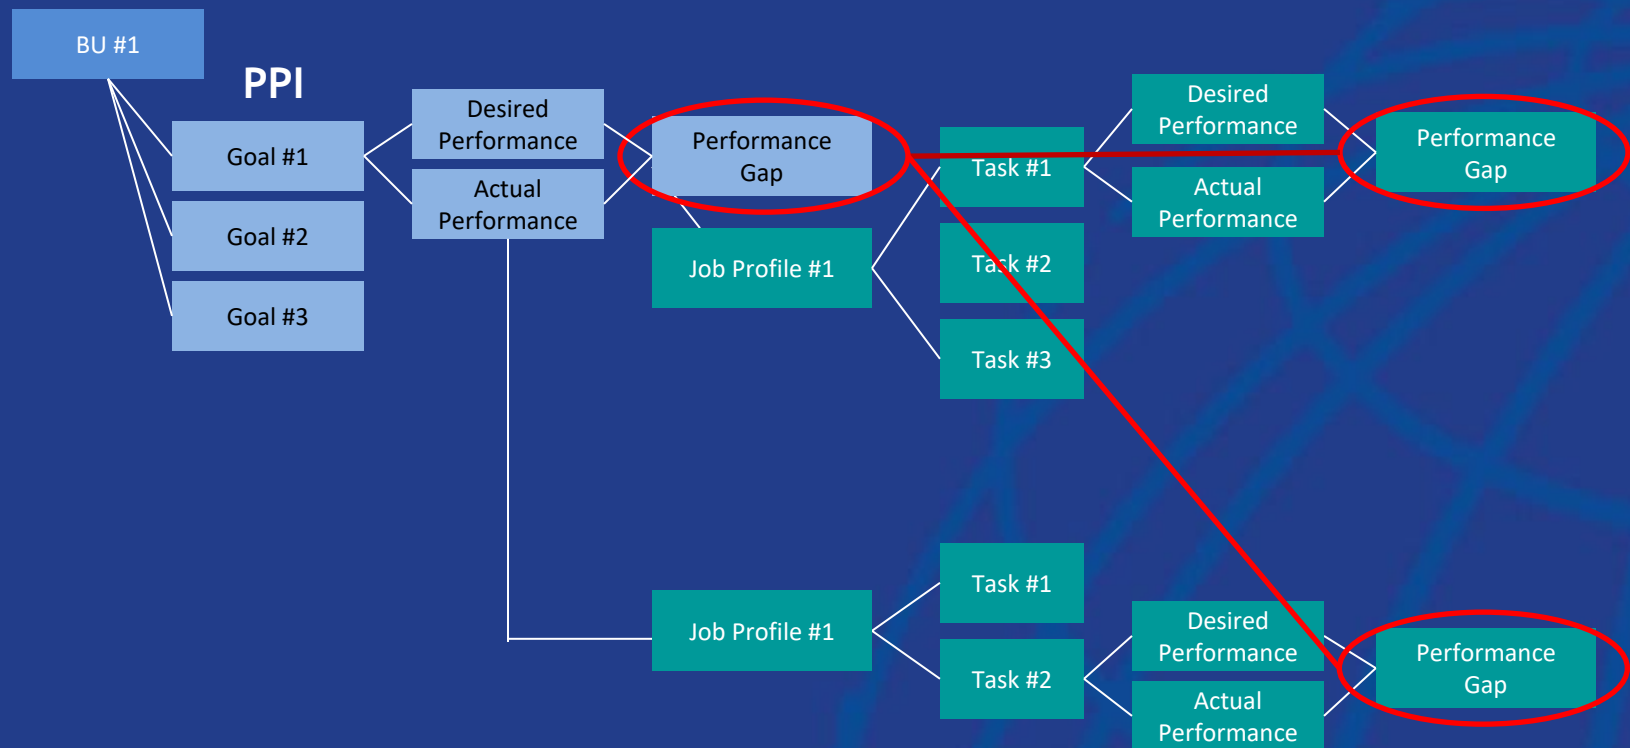 BU #1
PPI
Goal #1
Goal #2
Goal #3
Desired
Performance
Actual
Performance
Performance
Gap
Job Profile #1
Task #1
Task #2
Task #3
Desired
Performance
Actual
Performance
Performance
Gap
Job Profile #1
Task #1
Task #2
Desired
Performance
Actual
Performance
Performance
Gap